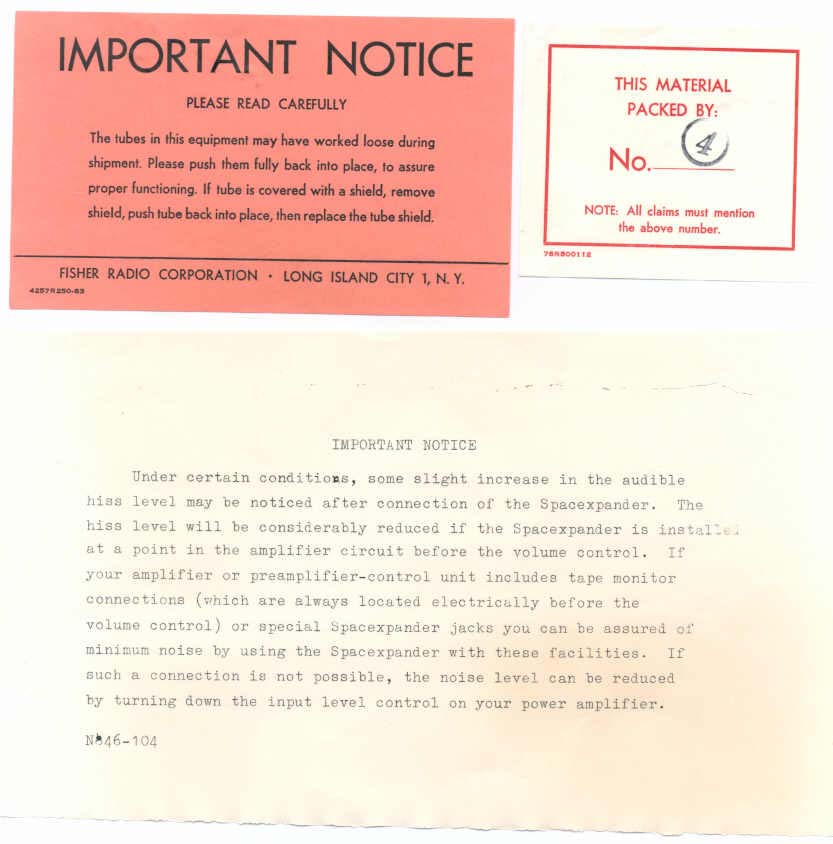 IMPORTANT NOTICE
PLEASE READ CAREFULLY
The tubes in this equipment may have worked loose during
shipment. Please push them fully back into place, to assure
proper functioning. If tube is covered with a shield, remove
shield, push tube back into place, then replace the tube shield.
FISHER RADIO CORPORATION · LONG ISLAND CITY 1, N. Y.
4257R250-63
THIS MATERIAL
PACKED BY:
No. 4
NOTE: All claims must mention
the above number.
76R800112
IMPORTANT NOTICE
Under certain conditions, some slight increase in the audible
hiss level may be noticed after connection of the Spacexpander. The
hiss level will be considerably reduced if the Spacexpander is installed
at a point in the amplifier circuit before the volume control. If
your amplifier or preamplifier-control unit includes tape monitor
connections (which are always located electrically before the
volume control) or special Spacexpander jacks you can be assured of
minimum noise by using the Spacexpander with these facilities. If
such a connection is not possible, the noise level can be reduced
by turning down the input level control on your power amplifier.
N846-104